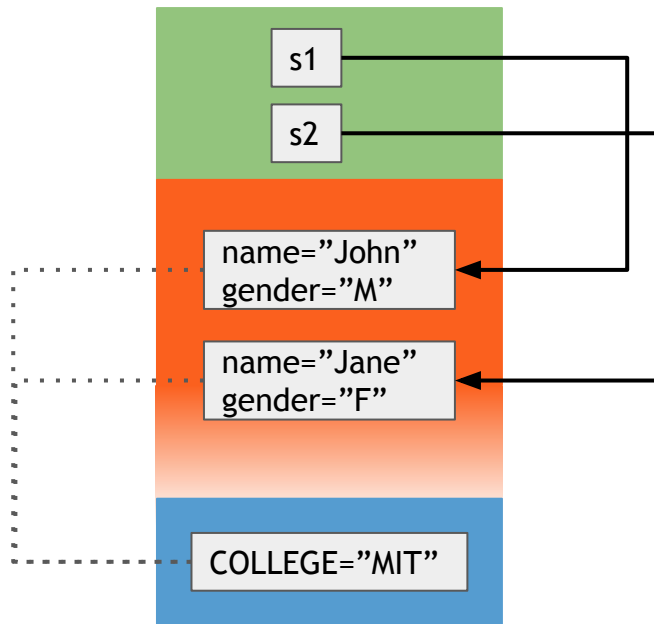 s1
s2
name=”John”
gender=”M”
name=”Jane”
gender=”F”
COLLEGE=”MIT”